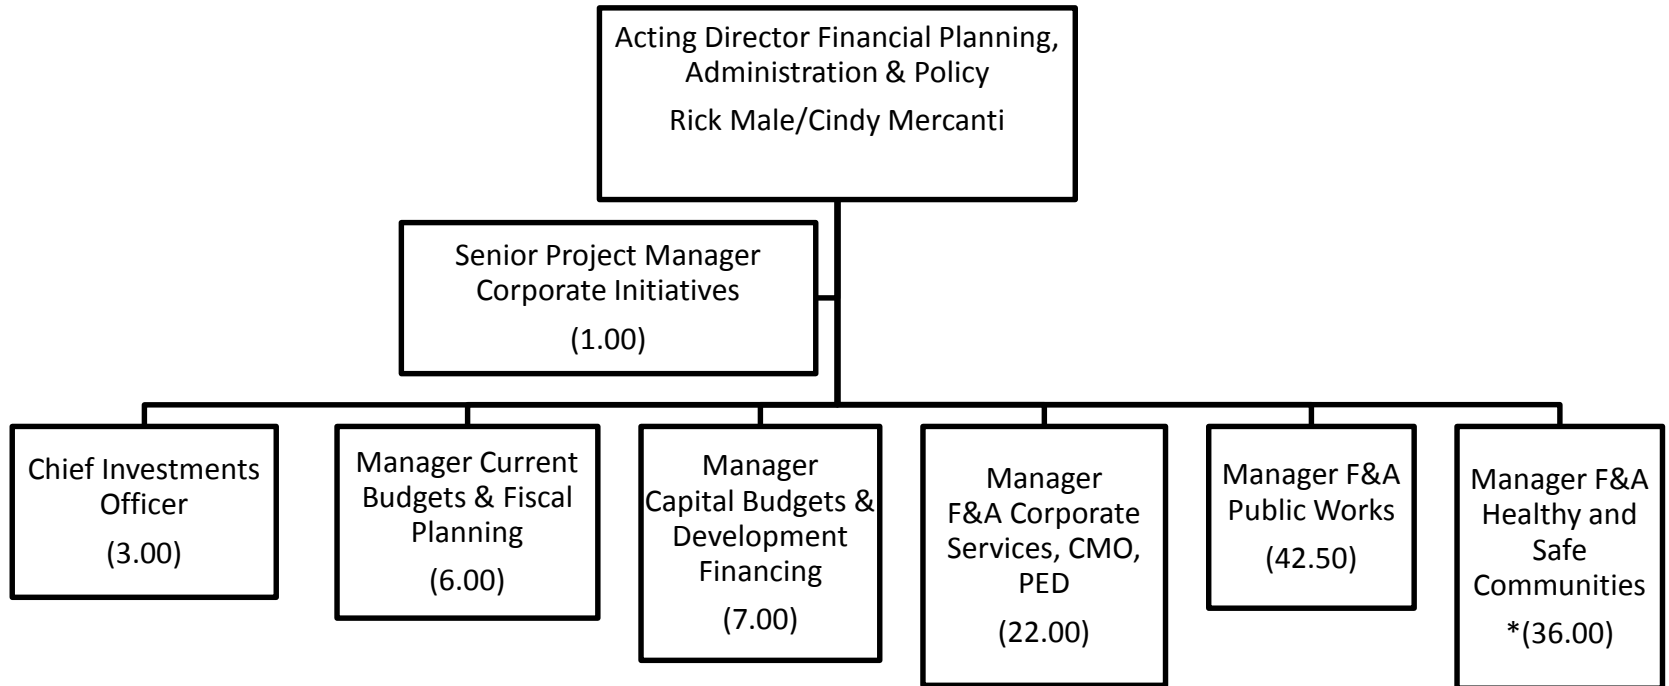 Acting Director Financial Planning,
Administration & Policy
Rick Male/Cindy Mercanti
Senior Project Manager
Corporate Initiatives
(1.00)
Chief Investments
Officer
(3.00)
Manager Current
Budgets & Fiscal
Planning
(6.00)
Manager
Capital Budgets &
Development
Financing
(7.00)
Manager
F&A Corporate
Services, CMO,
PED
(22.00)
Manager F&A
Public Works
(42.50)
Manager F&A
Healthy and
Safe
Communities
*(36.00)